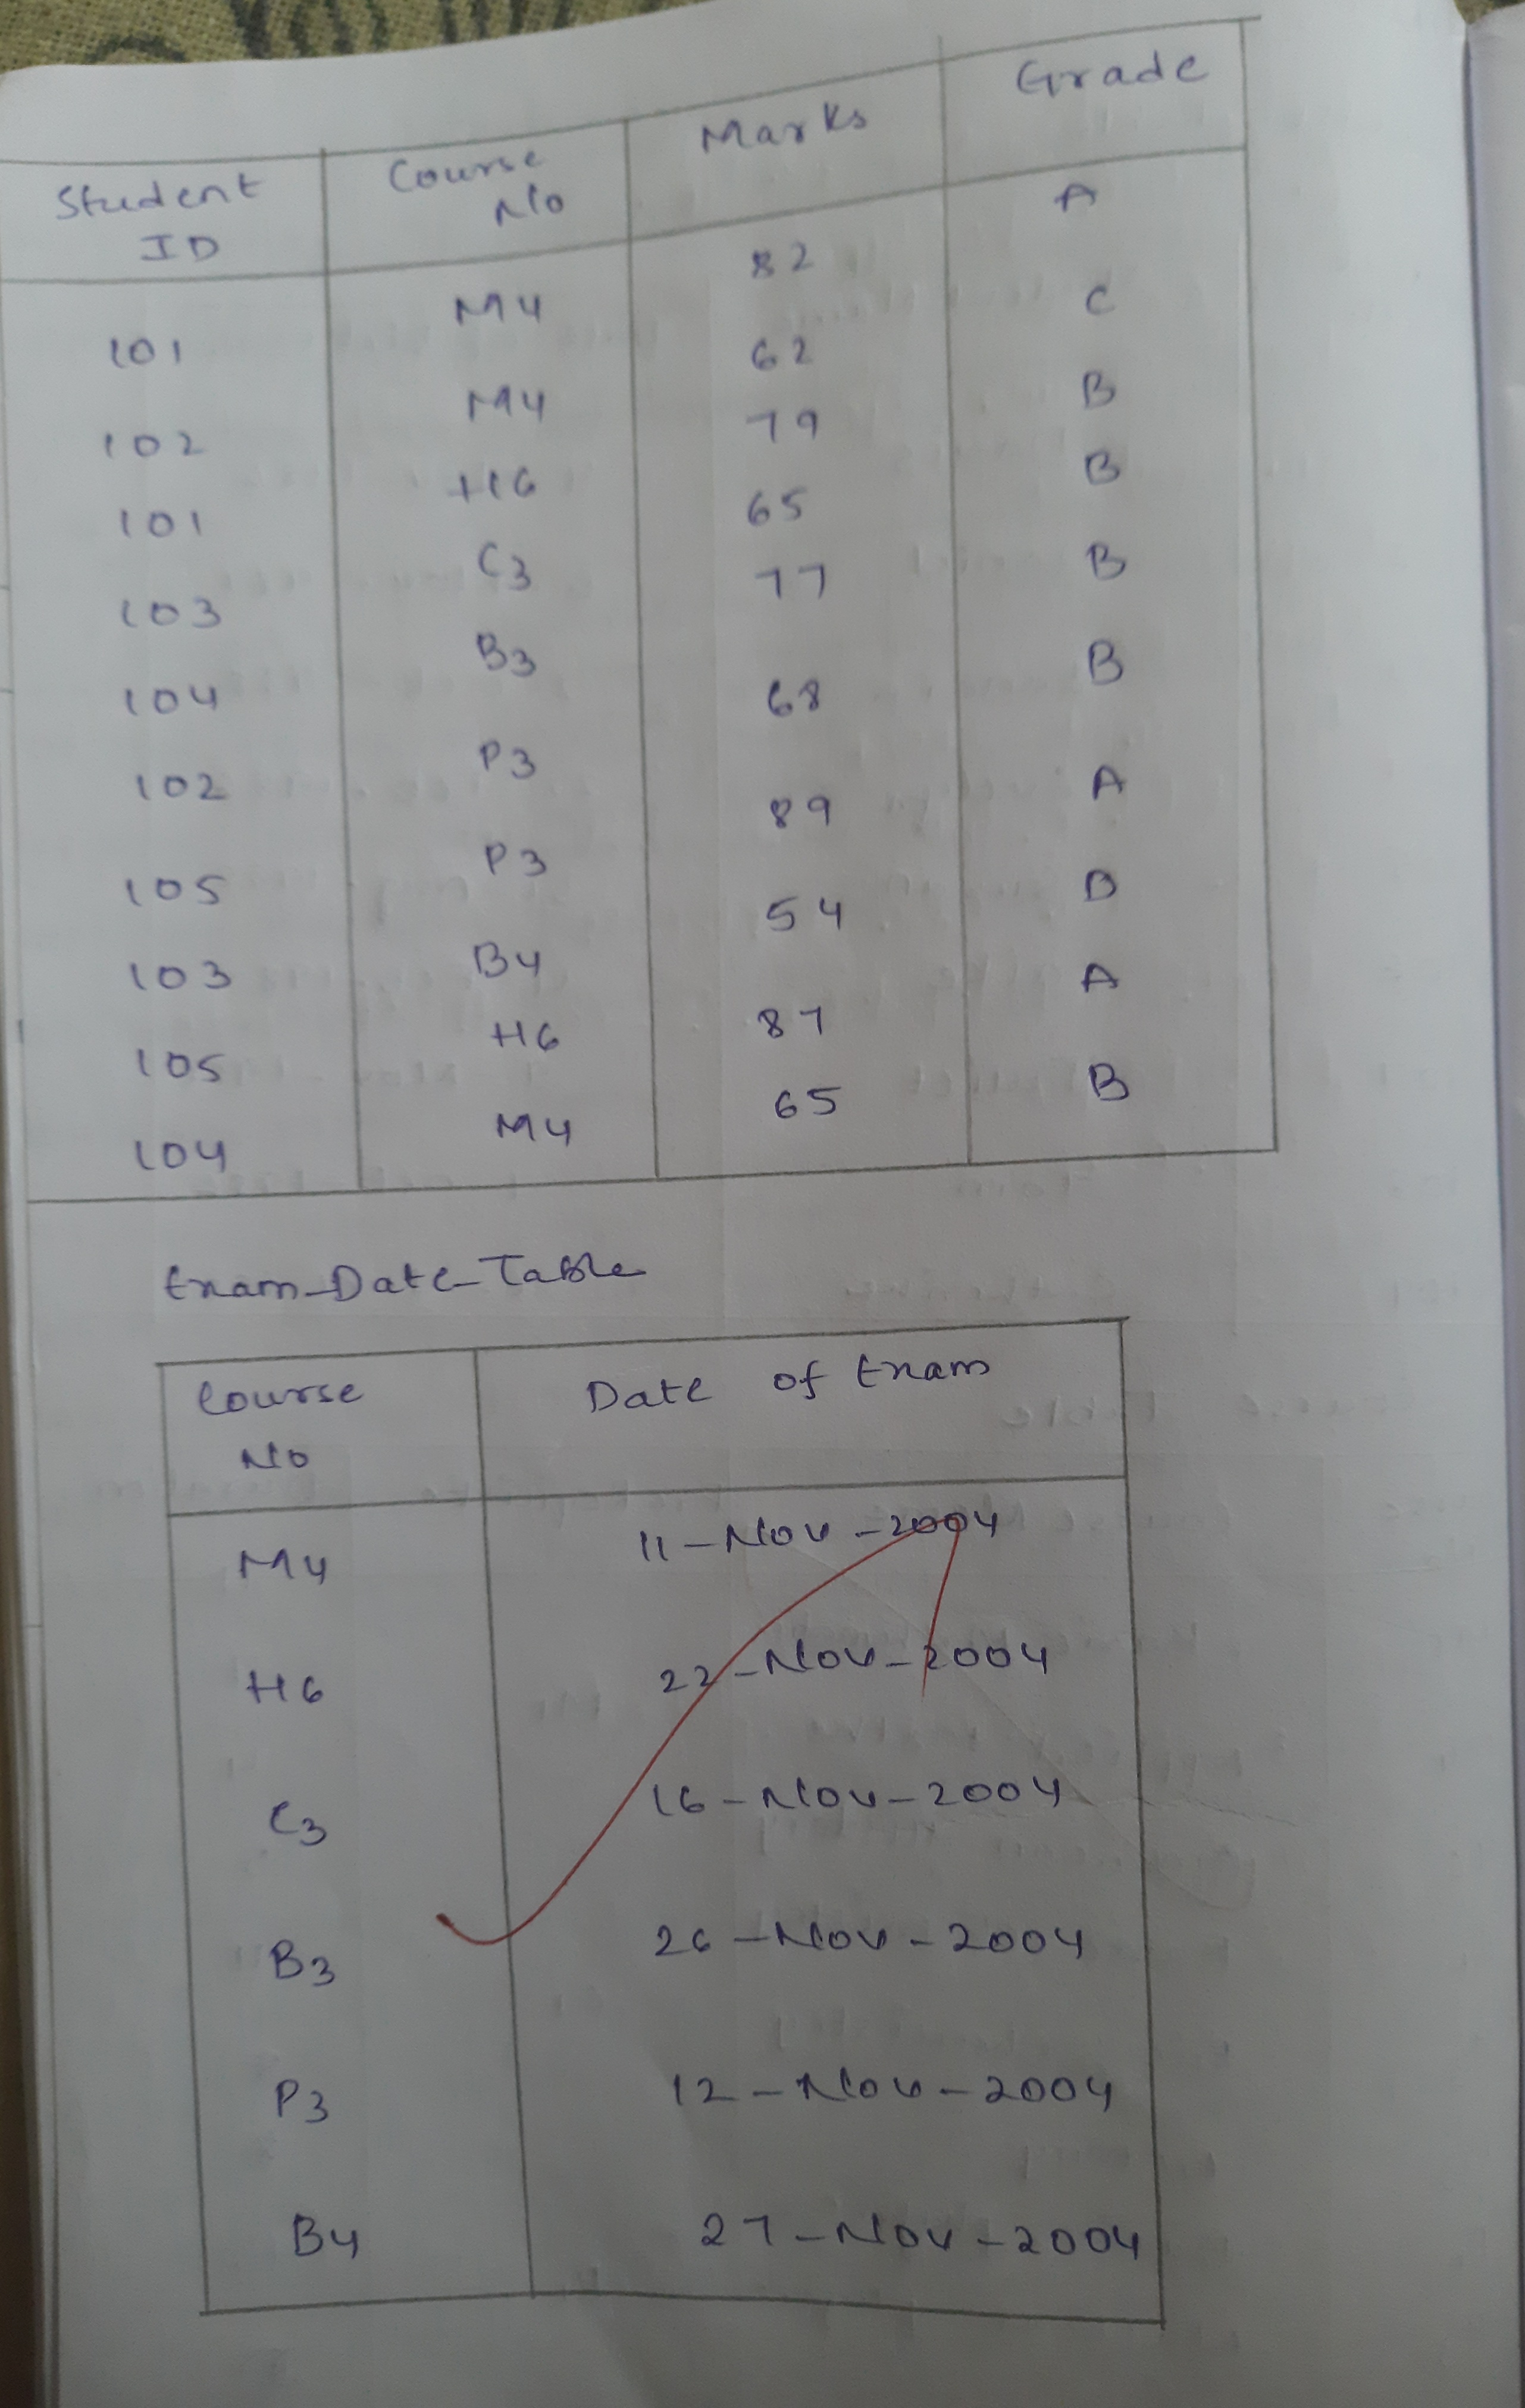 Student ID Course No Marks Grade
101 M4 82 A
102 M4 62 C
101 H6 79 B
103 C3 65 B
104 B3 77 B
102 P3 68 B
105 P3 89 A
103 B4 54 D
105 H6 87 A
104 M4 65 B
Exam_Date_Table
Course No Date of Exam
M4 11-Nov-2004
H6 22-Nov-2004
C3 16-Nov-2004
B3 26-Nov-2004
P3 12-Nov-2004
B4 27-Nov-2004